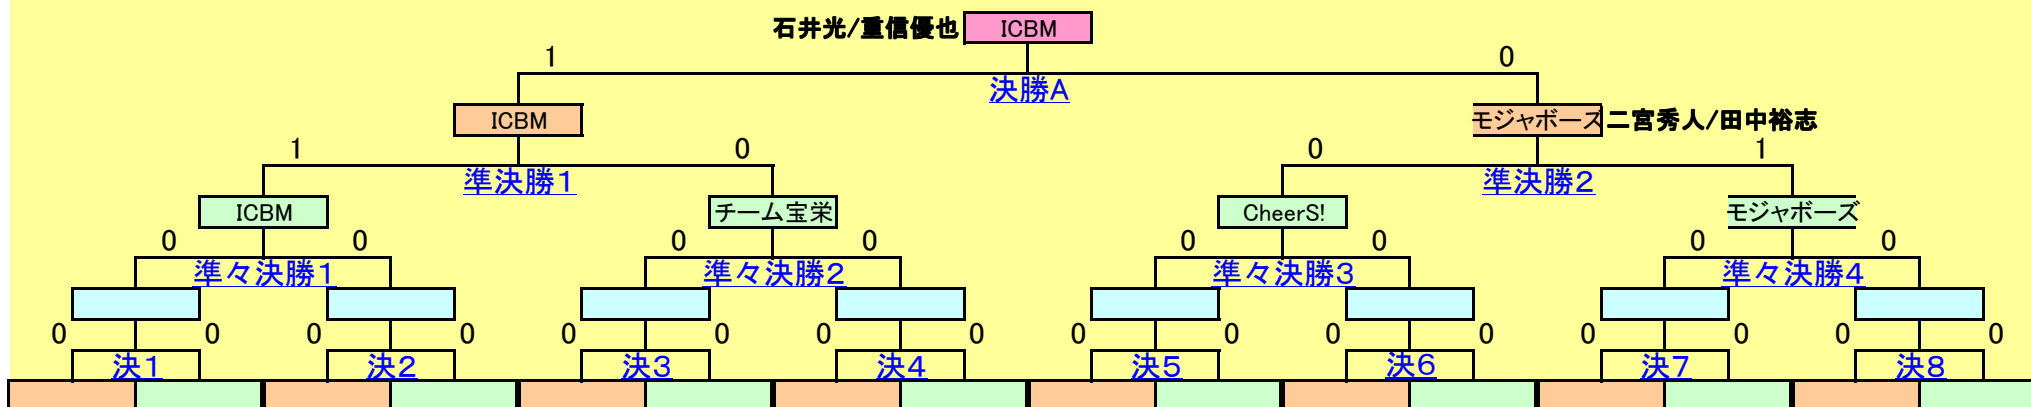 石井光/重信優也 ICBM
1 0
決勝A
ICBM モジャボーズ 二宮秀人/田中裕志
1 0 0 1
準決勝1 準決勝2
ICBM チーム宝栄 CheerS! モジャボーズ
0 0 0 0 0 0 0 0
準々決勝1 準々決勝2 準々決勝3 準々決勝4
0 0 0 0 0 0 0 0 0 0 0 0 0 0 0 0
決1 決2 決3 決4 決5 決6 決7 決8